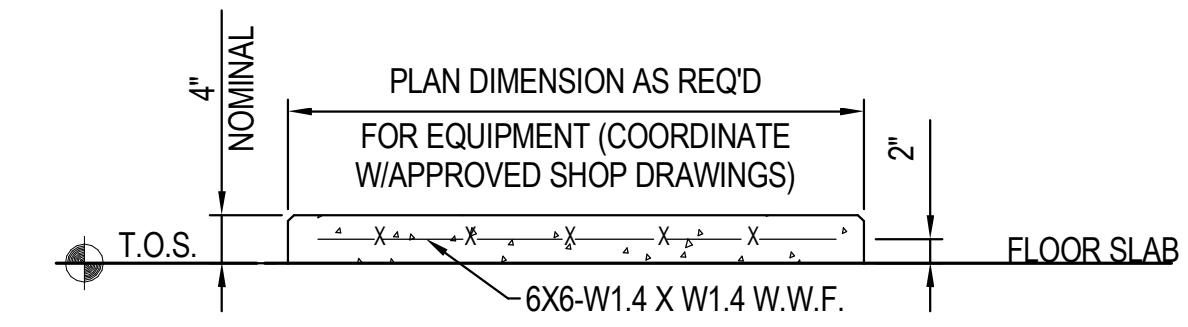 4"
NOMINAL
PLAN DIMENSION AS REQ'D
FOR EQUIPMENT (COORDINATE
W/APPROVED SHOP DRAWINGS)
2"
T.O.S.
X X X X X
FLOOR SLAB
6X6-W1.4 X W1.4 W.W.F.